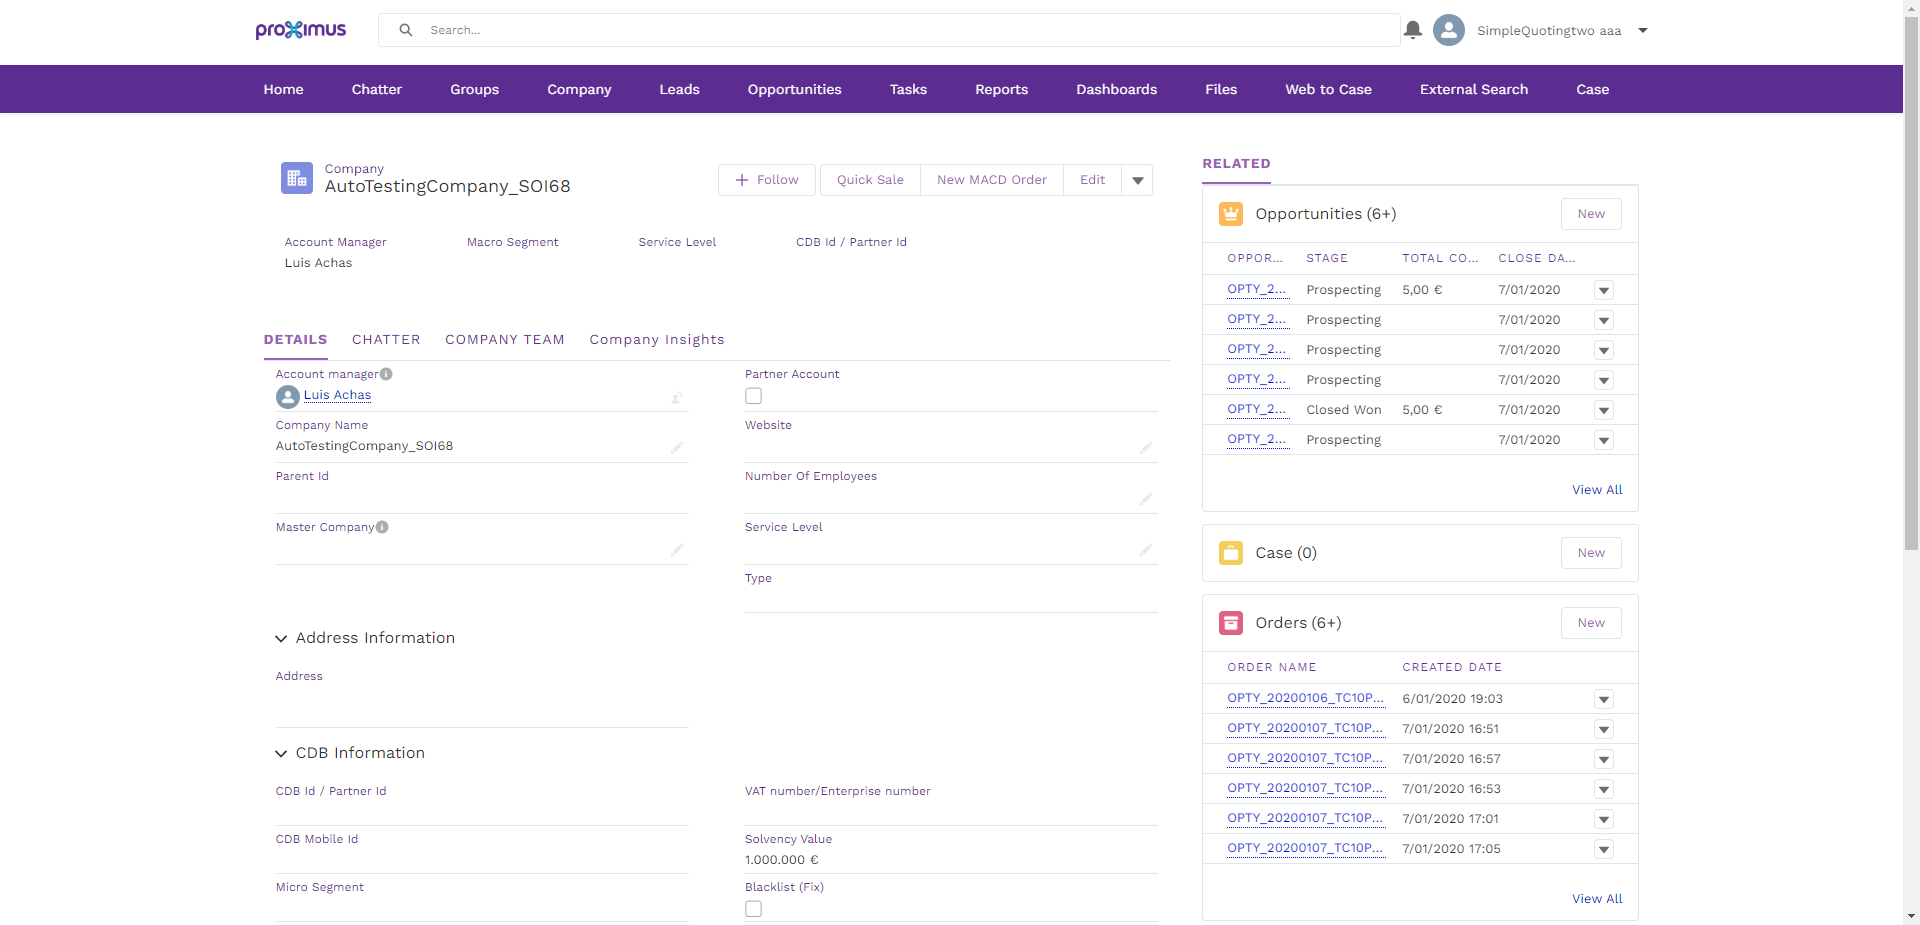 proximus
Search...
SimpleQuotingtwo aaa
Home Chatter Groups Company Leads Opportunities Tasks Reports Dashboards Files Web to Case External Search Case
Company
AutoTestingCompany_SOI68
Follow Quick Sale New MACD Order Edit
Account Manager Macro Segment Service Level CDB Id / Partner Id
Luis Achas
DETAILS CHATTER COMPANY TEAM Company Insights
Account manager Partner Account
Luis Achas
Company Name Website
AutoTestingCompany_SOI68
Parent Id Number Of Employees
Master Company Service Level
Type
Address Information
Address
CDB Information
CDB Id / Partner Id VAT number/Enterprise number
CDB Mobile Id Solvency Value
1.000.000 €
Micro Segment Blacklist (Fix)
RELATED
Opportunities (6+) New
OPPOR... STAGE TOTAL CO... CLOSE DA...
OPTY_2... Prospecting 5,00 € 7/01/2020
OPTY_2... Prospecting 7/01/2020
OPTY_2... Prospecting 7/01/2020
OPTY_2... Prospecting 7/01/2020
OPTY_2... Closed Won 5,00 € 7/01/2020
OPTY_2... Prospecting 7/01/2020
View All
Case (0) New
Orders (6+) New
ORDER NAME CREATED DATE
OPTY_20200106_TC10P... 6/01/2020 19:03
OPTY_20200107_TC10P... 7/01/2020 16:51
OPTY_20200107_TC10P... 7/01/2020 16:57
OPTY_20200107_TC10P... 7/01/2020 16:53
OPTY_20200107_TC10P... 7/01/2020 17:01
OPTY_20200107_TC10P... 7/01/2020 17:05
View All